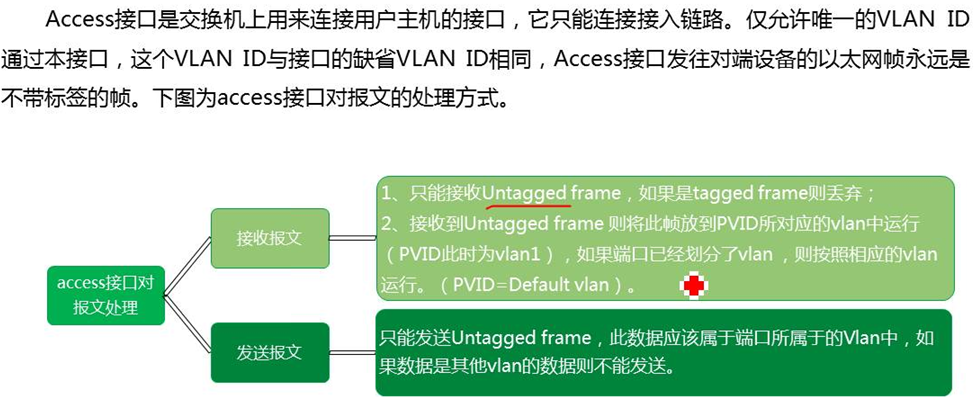 Access接口是交换机上用来连接用户主机的接口，它只能连接接入链路。仅允许唯一的VLAN ID
通过本接口，这个VLAN ID与接口的缺省VLAN ID相同，Access接口发往对端设备的以太网帧永远是
不带标签的帧。下图为access接口对报文的处理方式。
access接口对
报文处理
接收报文
1、只能接收Untagged frame，如果是tagged frame则丢弃；
2、接收到Untagged frame 则将此帧放到PVID所对应的vlan中运行
（PVID此时为vlan1），如果端口已经划分了vlan ，则按照相应的vlan
运行。（PVID=Default vlan）。
发送报文
只能发送Untagged frame，此数据应该属于端口所属于的Vlan中，如
果数据是其他vlan的数据则不能发送。